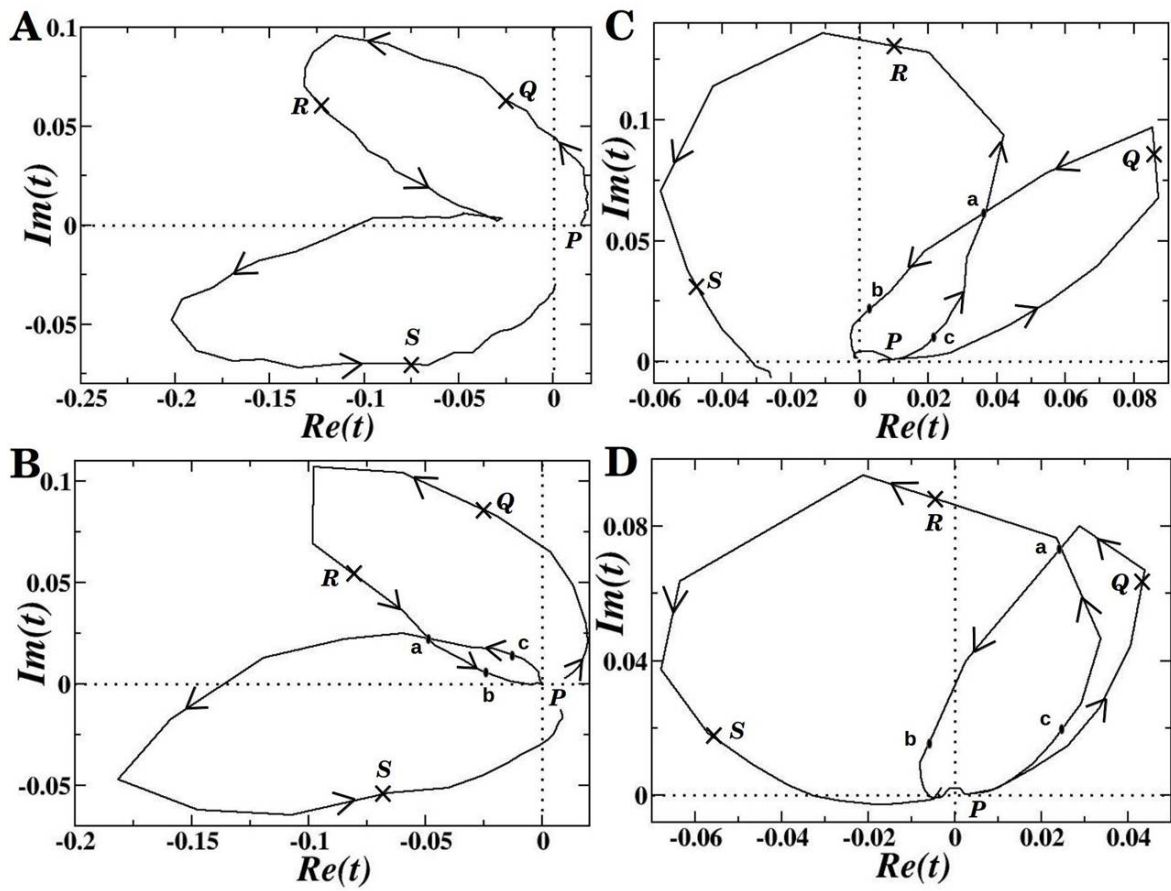 A
0.1
0.05
0
-0.05
Im(t)
Q
R
P
S
-0.25 -0.2 -0.15 -0.1 -0.05 0
Re(t)
C
0.1
0.05
0
Im(t)
R
Q
a
S
b
P
c
-0.06 -0.04 -0.02 0 0.02 0.04 0.06 0.08
Re(t)
B
0.1
0.05
0
-0.05
Im(t)
Q
R
a
c
b
P
S
-0.2 -0.15 -0.1 -0.05 0
Re(t)
D
0.08
0.04
0
Im(t)
R
a
Q
S
b
c
P
-0.06 -0.04 -0.02 0 0.02 0.04
Re(t)